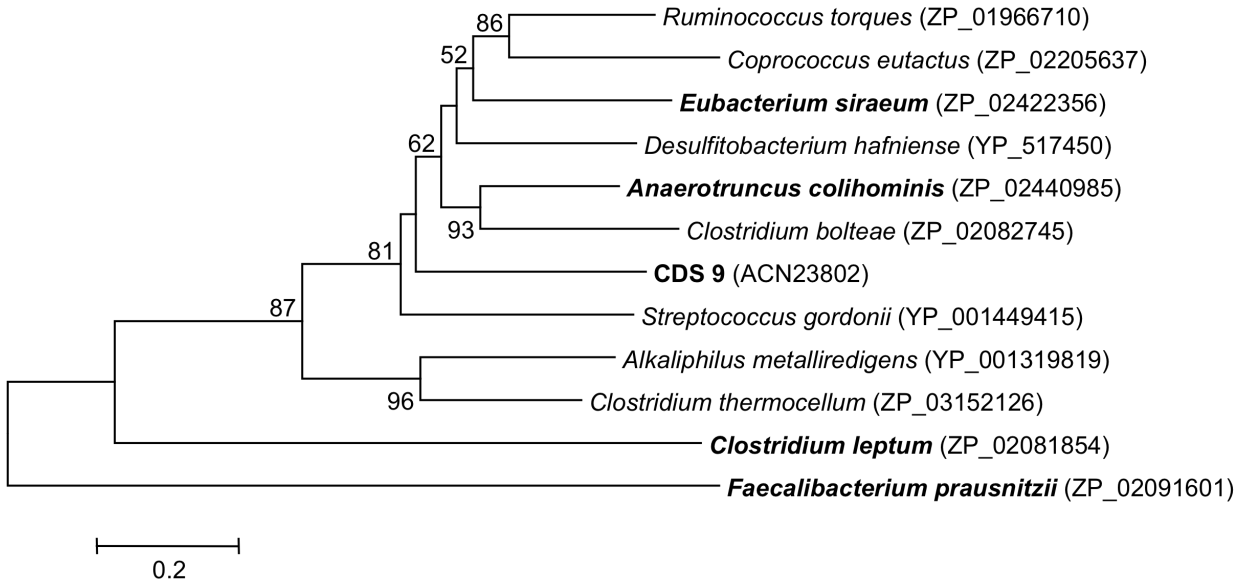 86 Ruminococcus torques (ZP_01966710)
52 Coprococcus eutactus (ZP_02205637)
Eubacterium siraeum (ZP_02422356)
62 Desulfitobacterium hafniense (YP_517450)
Anaerotruncus colihominis (ZP_02440985)
93 Clostridium bolteae (ZP_02082745)
81 CDS 9 (ACN23802)
87 Streptococcus gordonii (YP_001449415)
Alkaliphilus metalliredigens (YP_001319819)
96 Clostridium thermocellum (ZP_03152126)
Clostridium leptum (ZP_02081854)
Faecalibacterium prausnitzii (ZP_02091601)
0.2